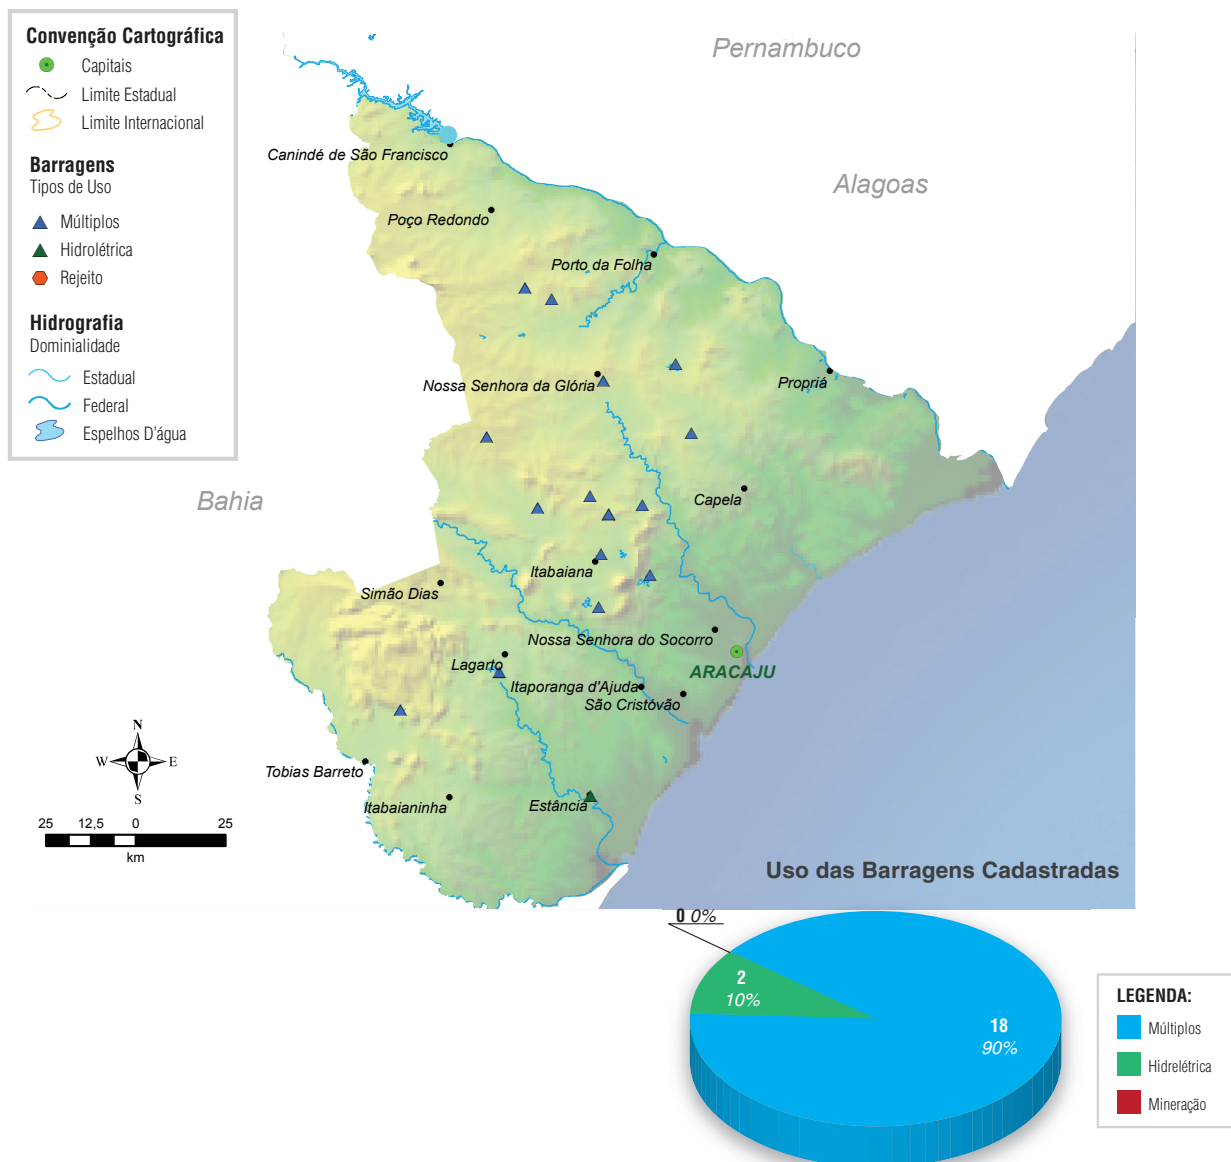 Convenção Cartográfica
Capitais
Limite Estadual
Limite Internacional
Barragens
Tipos de Uso
Múltiplos
Hidrolétrica
Rejeito
Hidrografia
Dominialidade
Estadual
Federal
Espelhos D'água
Pernambuco
Alagoas
Bahia
Canindé de São Francisco
Poço Redondo
Porto da Folha
Nossa Senhora da Glória
Propriá
Capela
Itabaiana
Simão Dias
Nossa Senhora do Socorro
Lagarto
ARACAJU
Itaporanga d'Ajuda
São Cristóvão
Tobias Barreto
Itabaianinha
Estância
N
W E
S
25 12,5 0 25
km
Uso das Barragens Cadastradas
0 0%
2
10%
18
90%
LEGENDA:
Múltiplos
Hidrelétrica
Mineração